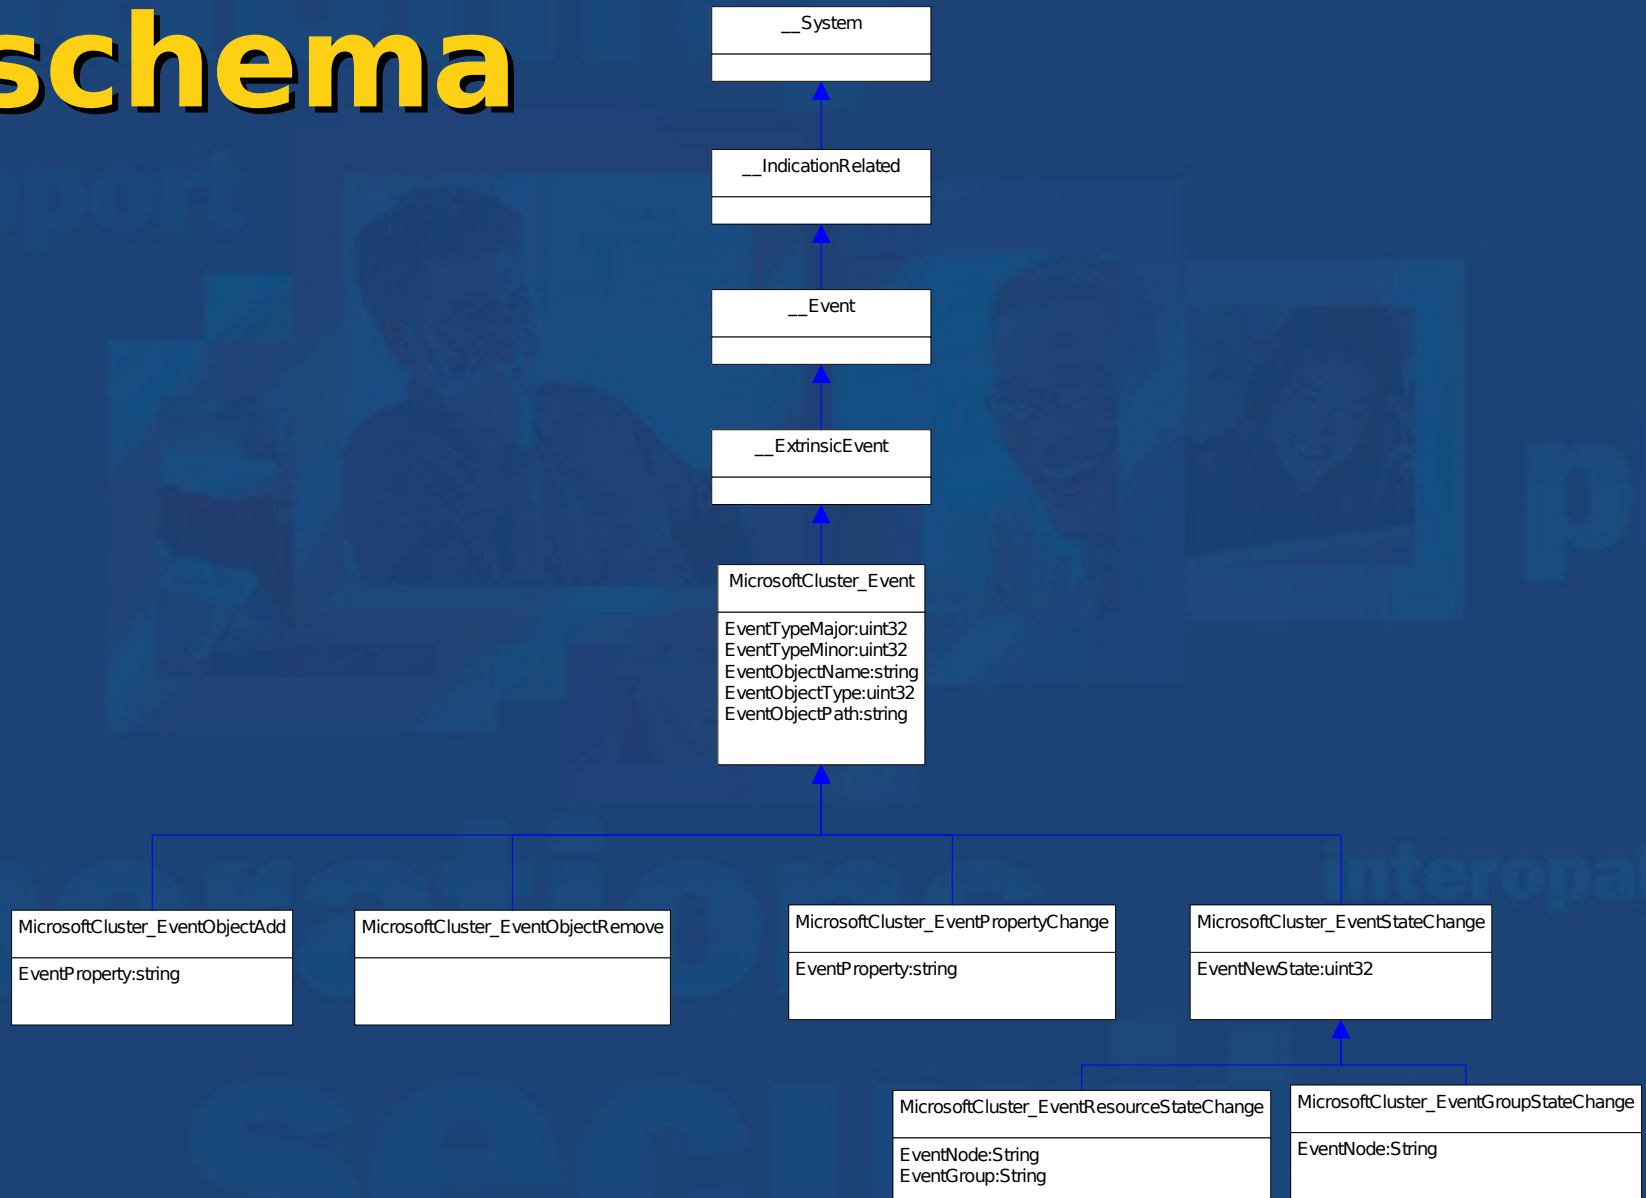 schema
__System
__IndicationRelated
__Event
__ExtrinsicEvent
MicrosoftCluster_Event
EventTypeMajor:uint32
EventTypeMinor:uint32
EventObjectName:string
EventObjectType:uint32
EventObjectPath:string
MicrosoftCluster_EventObjectAdd
EventProperty:string
MicrosoftCluster_EventObjectRemove
MicrosoftCluster_EventPropertyChange
EventProperty:string
MicrosoftCluster_EventStateChange
EventNewState:uint32
MicrosoftCluster_EventResourceStateChange
EventNode:String
EventGroup:String
MicrosoftCluster_EventGroupStateChange
EventNode:String